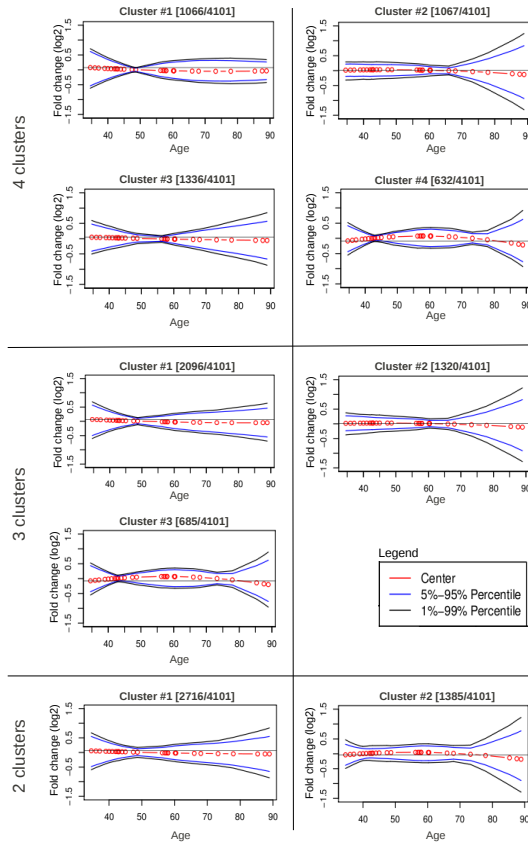 4 clusters
Cluster #1 [1066/4101]
Fold change (log2)
−1.5 −0.5 0.5 1.5
40 50 60 70 80 90
Age
Cluster #2 [1067/4101]
Fold change (log2)
−1.5 −0.5 0.5 1.5
40 50 60 70 80 90
Age
Cluster #3 [1336/4101]
Fold change (log2)
−1.5 −0.5 0.5 1.5
40 50 60 70 80 90
Age
Cluster #4 [632/4101]
Fold change (log2)
−1.5 −0.5 0.5 1.5
40 50 60 70 80 90
Age
3 clusters
Cluster #1 [2096/4101]
Fold change (log2)
−1.5 −0.5 0.5 1.5
40 50 60 70 80 90
Age
Cluster #2 [1320/4101]
Fold change (log2)
−1.5 −0.5 0.5 1.5
40 50 60 70 80 90
Age
Cluster #3 [685/4101]
Fold change (log2)
−1.5 −0.5 0.5 1.5
40 50 60 70 80 90
Age
Legend
Center
5%−95% Percentile
1%−99% Percentile
2 clusters
Cluster #1 [2716/4101]
Fold change (log2)
−1.5 −0.5 0.5 1.5
40 50 60 70 80 90
Age
Cluster #2 [1385/4101]
Fold change (log2)
−1.5 −0.5 0.5 1.5
40 50 60 70 80 90
Age